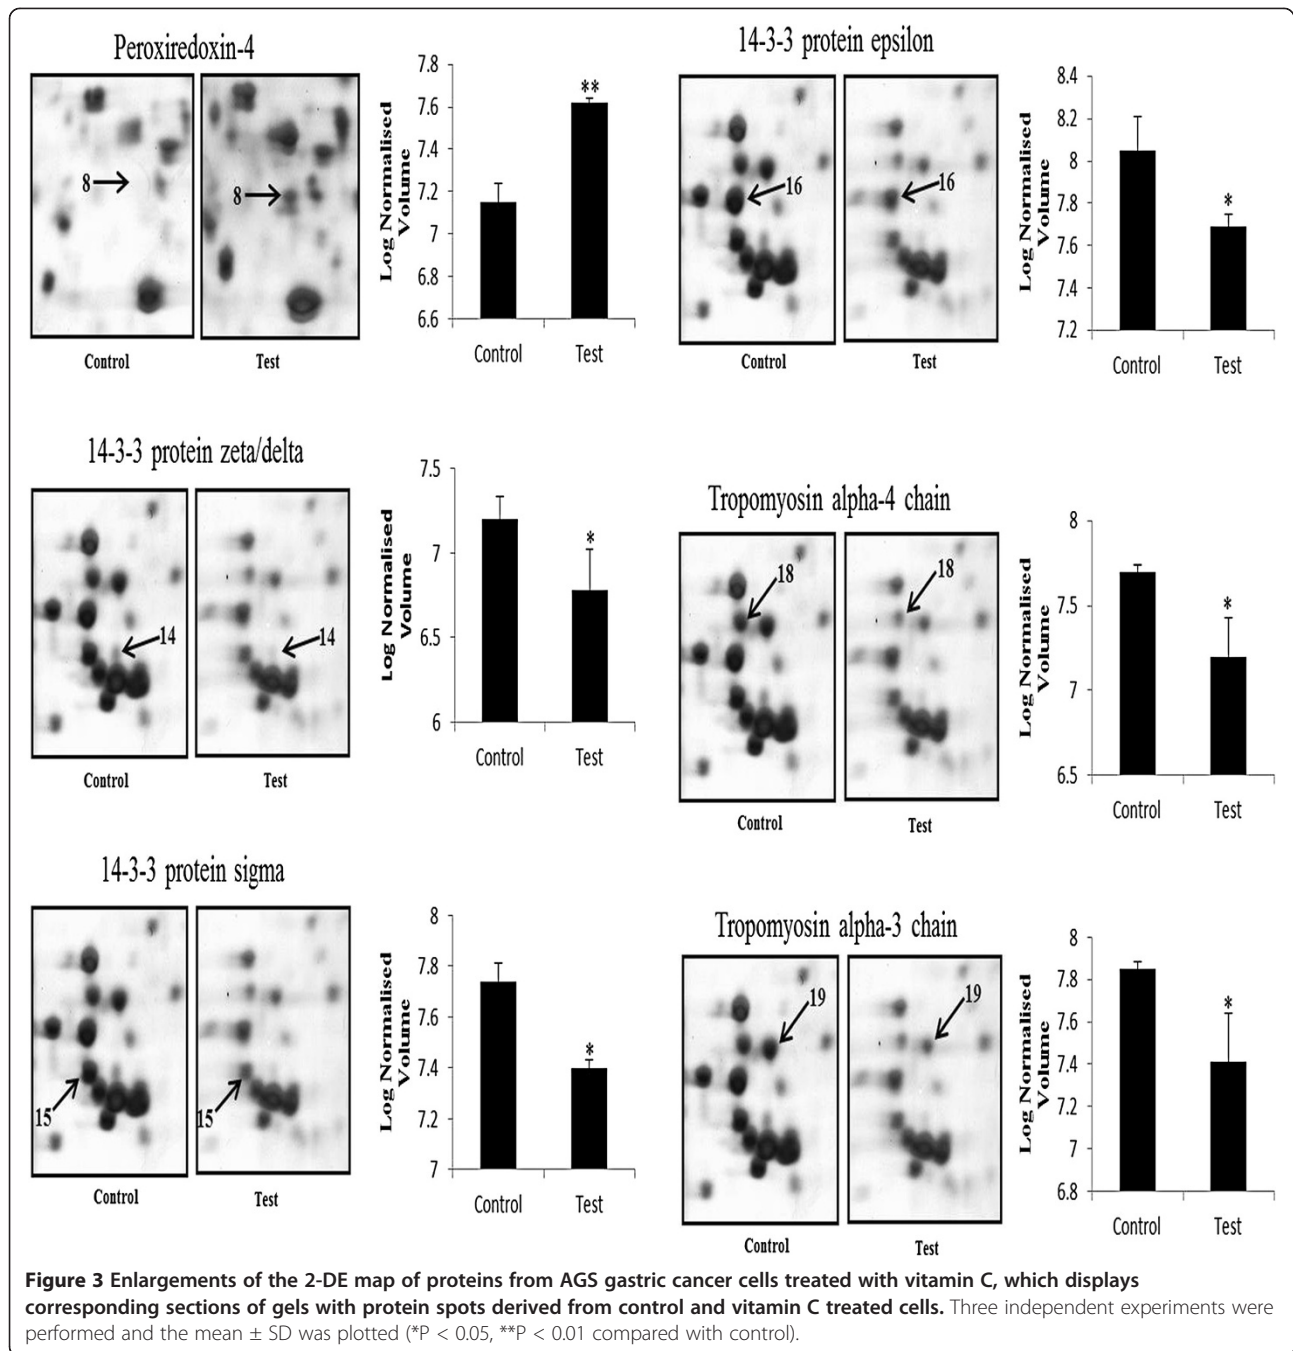 Peroxiredoxin-4
8
8
Control
Test
Log Normalised
Volume
7.8
7.6
7.4
7.2
7
6.8
6.6
**
Control
Test
14-3-3 protein epsilon
16
16
Control
Test
Log Normalised
Volume
8.4
8.2
8
7.8
7.6
7.4
7.2
*
Control
Test
14-3-3 protein zeta/delta
14
14
Control
Test
Log Normalised
Volume
7.5
7
6.5
6
*
Control
Test
Tropomyosin alpha-4 chain
18
18
Control
Test
Log Normalised
Volume
8
7.5
7
6.5
*
Control
Test
14-3-3 protein sigma
15
15
Control
Test
Log Normalised
Volume
8
7.8
7.6
7.4
7.2
7
*
Control
Test
Tropomyosin alpha-3 chain
19
19
Control
Test
Log Normalised
Volume
8
7.8
7.6
7.4
7.2
7
6.8
*
Control
Test
Figure 3 Enlargements of the 2-DE map of proteins from AGS gastric cancer cells treated with vitamin C, which displays
corresponding sections of gels with protein spots derived from control and vitamin C treated cells. Three independent experiments were
performed and the mean ± SD was plotted (*P < 0.05, **P < 0.01 compared with control).